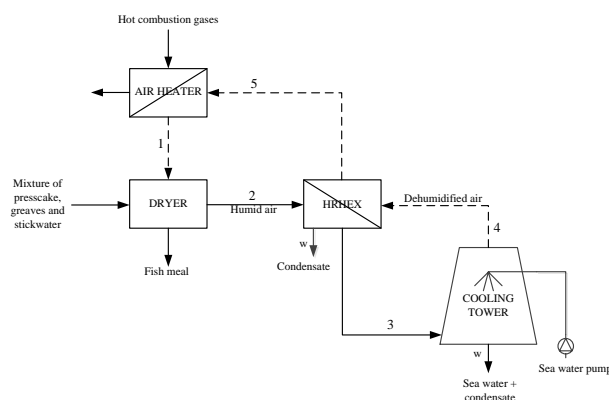 Hot combustion gases
AIR HEATER
5
1
Mixture of
presscake,
greaves and
stickwater
DRYER
2
Humid air
HRHEX
Dehumidified air
4
w
Condensate
Fish meal
COOLING
TOWER
3
w
Sea water pump
Sea water +
condensate